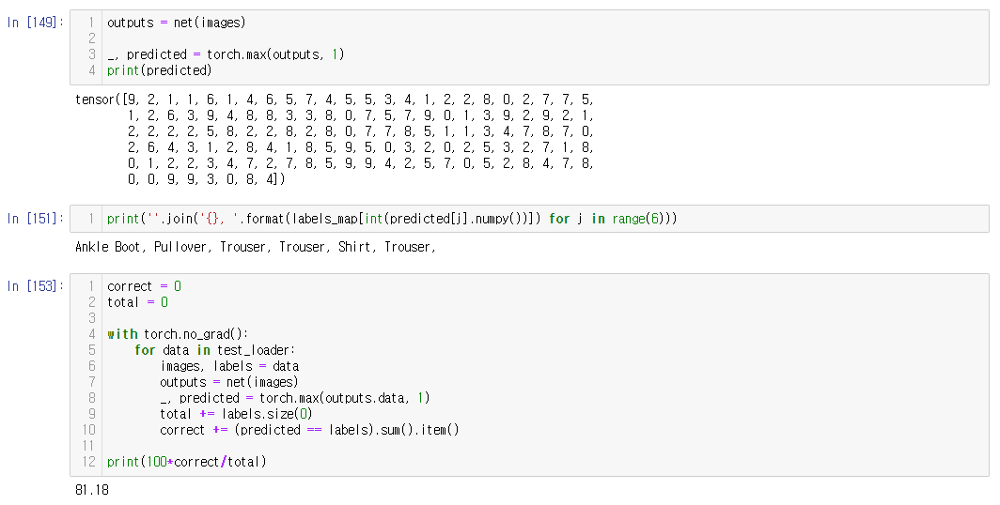 In [149]:
1 outputs = net(images)
2
3 _, predicted = torch.max(outputs, 1)
4 print(predicted)
tensor([9, 2, 1, 1, 6, 1, 4, 6, 5, 7, 4, 5, 5, 3, 4, 1, 2, 2, 8, 0, 2, 7, 7, 5,
1, 2, 6, 3, 9, 4, 8, 8, 3, 3, 8, 0, 7, 5, 7, 9, 0, 1, 3, 9, 2, 9, 2, 1,
2, 2, 2, 2, 5, 8, 2, 2, 8, 2, 8, 0, 7, 7, 8, 5, 1, 1, 3, 4, 7, 8, 7, 0,
2, 6, 4, 3, 1, 2, 8, 4, 1, 8, 5, 9, 5, 0, 3, 2, 0, 2, 5, 3, 2, 7, 1, 8,
0, 1, 2, 2, 3, 4, 7, 2, 7, 8, 5, 9, 9, 4, 2, 5, 7, 0, 5, 2, 8, 4, 7, 8,
0, 0, 9, 9, 3, 0, 8, 4])
In [151]:
1 print(''.join('{}, '.format(labels_map[int(predicted[j].numpy())]) for j in range(6)))
Ankle Boot, Pullover, Trouser, Trouser, Shirt, Trouser,
In [153]:
1 correct = 0
2 total = 0
3
4 with torch.no_grad():
5 for data in test_loader:
6 images, labels = data
7 outputs = net(images)
8 _, predicted = torch.max(outputs.data, 1)
9 total += labels.size(0)
10 correct += (predicted == labels).sum().item()
11
12 print(100*correct/total)
81.18